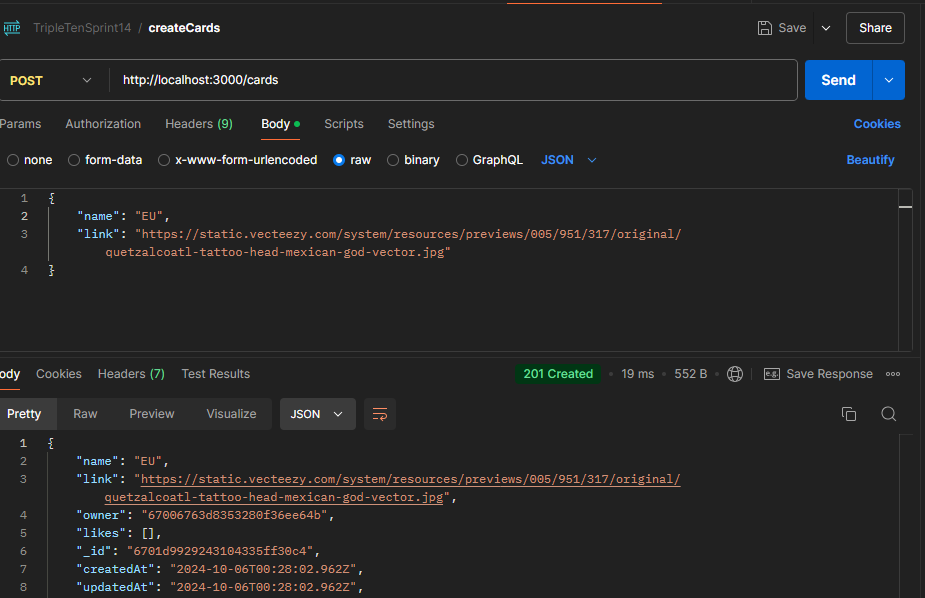 HTTP TripleTenSprint14 / createCards Save Share
POST http://localhost:3000/cards Send
Params Authorization Headers (9) Body Scripts Settings Cookies
none form-data x-www-form-urlencoded raw binary GraphQL JSON Beautify
1 {
2 "name": "EU",
3 "link": "https://static.vecteezy.com/system/resources/previews/005/951/317/original/
quetzalcoatl-tattoo-head-mexican-god-vector.jpg"
4 }
ody Cookies Headers (7) Test Results 201 Created 19 ms 552 B e.g. Save Response
Pretty Raw Preview Visualize JSON
1 {
2 "name": "EU",
3 "link": "https://static.vecteezy.com/system/resources/previews/005/951/317/original/
quetzalcoatl-tattoo-head-mexican-god-vector.jpg",
4 "owner": "67006763d8353280f36ee64b",
5 "likes": [],
6 "_id": "6701d9929243104335ff30c4",
7 "createdAt": "2024-10-06T00:28:02.962Z",
8 "updatedAt": "2024-10-06T00:28:02.962Z",